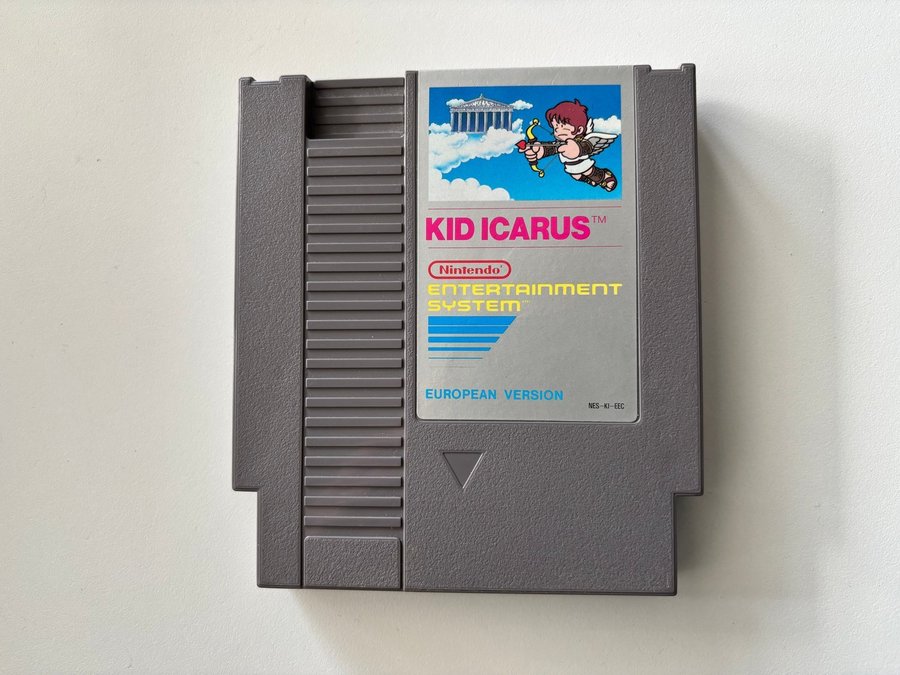 KID ICARUS™
Nintendo®
ENTERTAINMENT
SYSTEM™
EUROPEAN VERSION
NES-KI-EEC